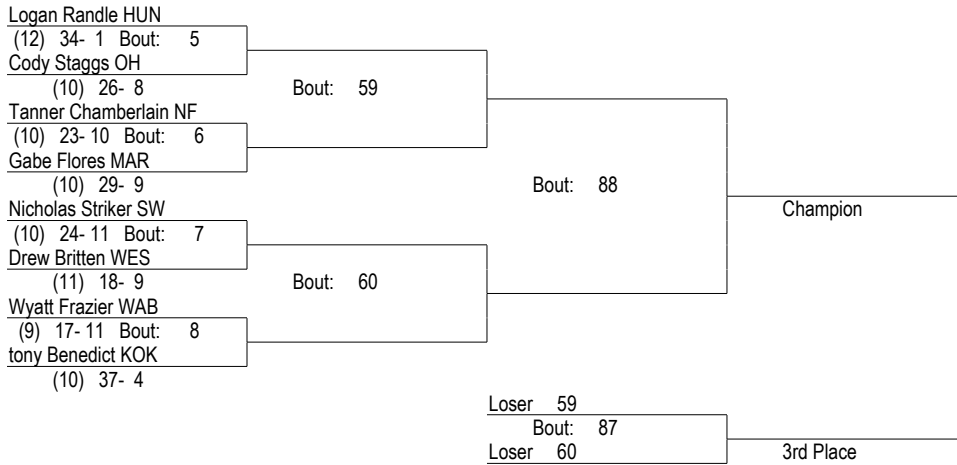 Logan Randle HUN
(12) 34- 1 Bout: 5
Cody Staggs OH
(10) 26- 8
Bout: 59
Tanner Chamberlain NF
(10) 23- 10 Bout: 6
Gabe Flores MAR
(10) 29- 9
Bout: 88
Nicholas Striker SW
Champion
(10) 24- 11 Bout: 7
Drew Britten WES
(11) 18- 9
Bout: 60
Wyatt Frazier WAB
(9) 17- 11 Bout: 8
tony Benedict KOK
(10) 37- 4
Loser 59
Bout: 87
Loser 60
3rd Place